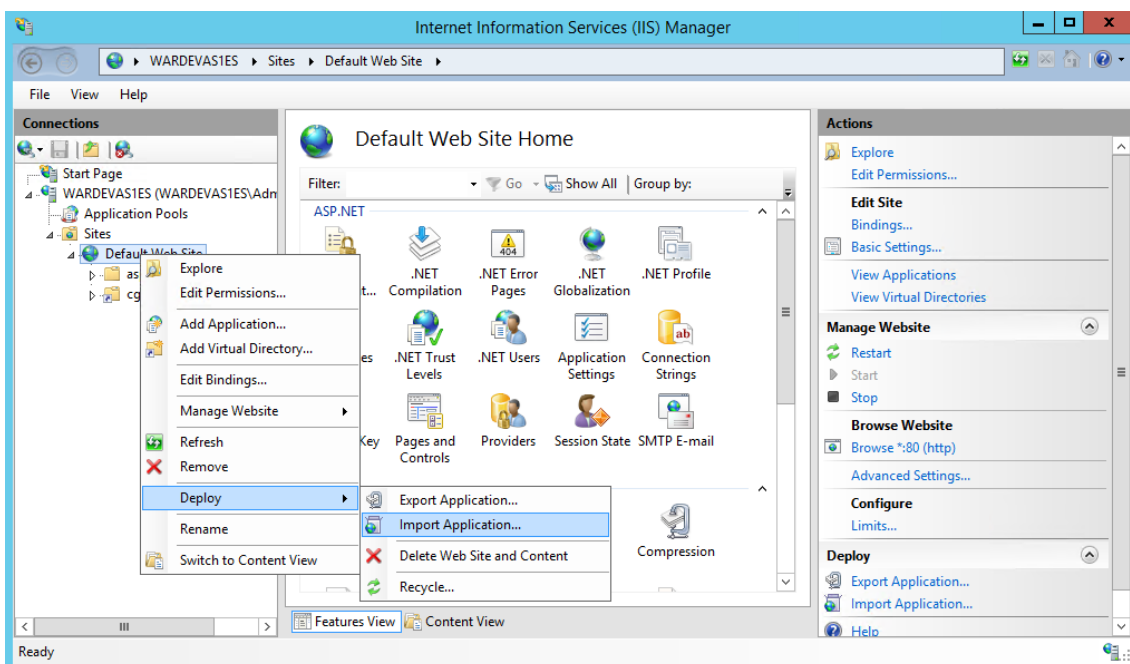 Internet Information Services (IIS) Manager
WARDEVAS1ES Sites Default Web Site
File View Help
Connections
Start Page
WARDEVAS1ES (WARDEVAS1ES\Adm
Application Pools
Sites
Default Web Site
as
cg
Explore
Edit Permissions...
Add Application...
Add Virtual Directory...
Edit Bindings...
Manage Website
Refresh
Remove
Deploy
Rename
Switch to Content View
Export Application...
Import Application...
Delete Web Site and Content
Recycle...
Default Web Site Home
Filter: Go Show All Group by:
ASP.NET
t...
.NET
Compilation
.NET Error
Pages
404
.NET
Globalization
.NET Profile
es
.NET Trust
Levels
.NET Users
Application
Settings
ab
Connection
Strings
Key
Pages and
Controls
Providers
Session State
SMTP E-mail
Compression
Features View Content View
Actions
Explore
Edit Permissions...
Edit Site
Bindings...
Basic Settings...
View Applications
View Virtual Directories
Manage Website
Restart
Start
Stop
Browse Website
Browse *:80 (http)
Advanced Settings...
Configure
Limits...
Deploy
Export Application...
Import Application...
Help
Ready